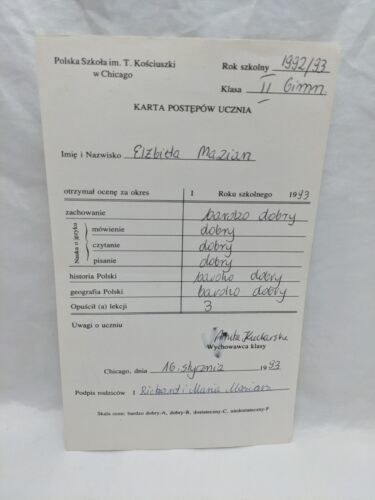 Polska Szkoła im. T. Kościuszki
w Chicago
Rok szkolny 1992/93
Klasa II Gimn
KARTA POSTĘPÓW UCZNIA
Imię i Nazwisko Elżbieta Mazian
otrzymał ocenę za okres I Roku szkolnego 1993
zachowanie bardzo dobry
Nauka o języku
mówienie dobry
czytanie dobry
pisanie dobry
historia Polski bardzo dobry
geografia Polski bardzo dobry
Opuścił (a) lekcji 3
Uwagi o uczniu
Wychowawca klasy
Chicago, dnia 16. stycznia 1993
Podpis rodziców I Richard i Maria Mazian
Skala ocen: bardzo dobry-A, dobry-B, dostateczny-C, niedostateczny-F